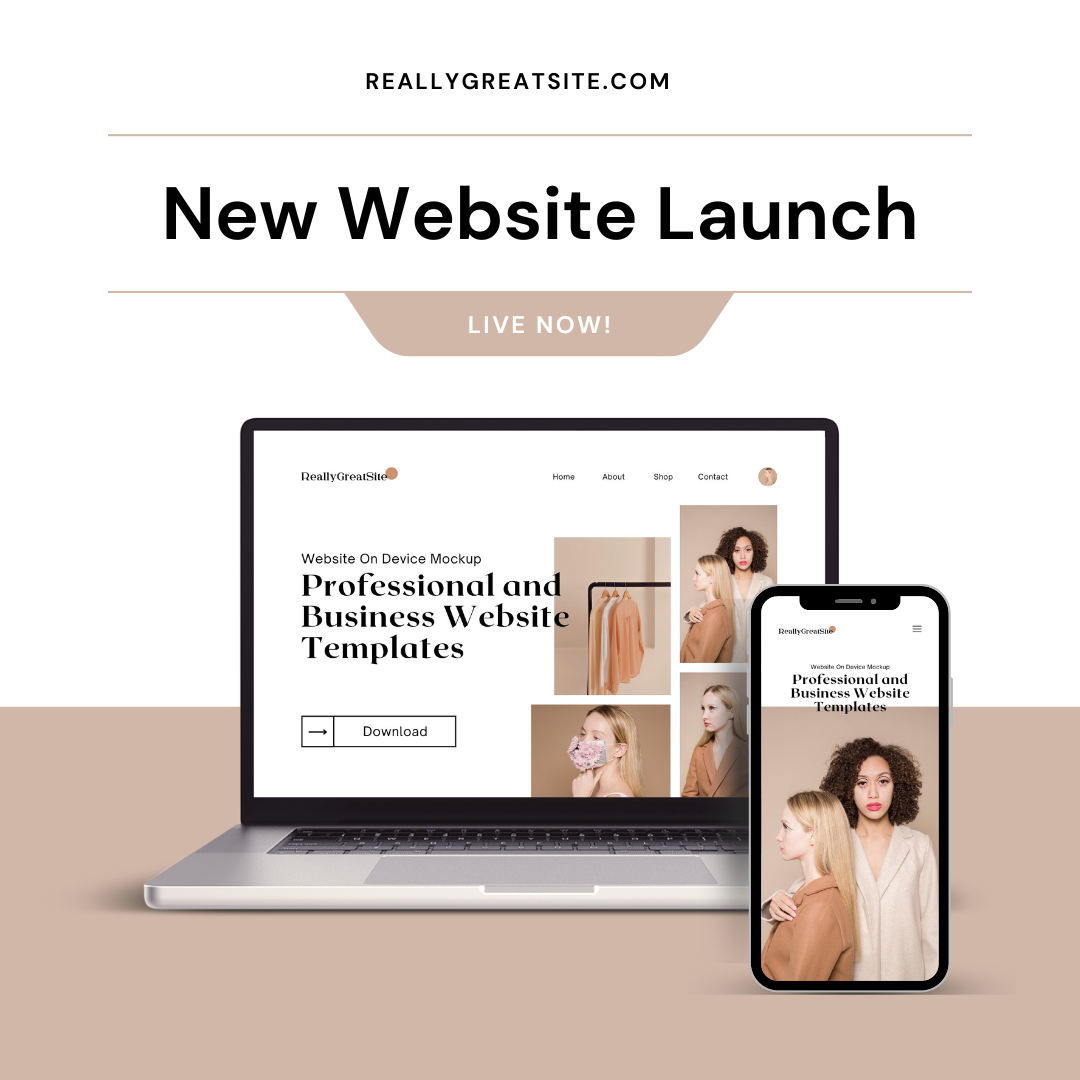 REALLYGREATSITE.COM
New Website Launch
LIVE NOW!
ReallyGreatSite
Home About Shop Contact
Website On Device Mockup
Professional and
Business Website
Templates
Download
ReallyGreatSite
Website On Device Mockup
Professional and
Business Website
Templates